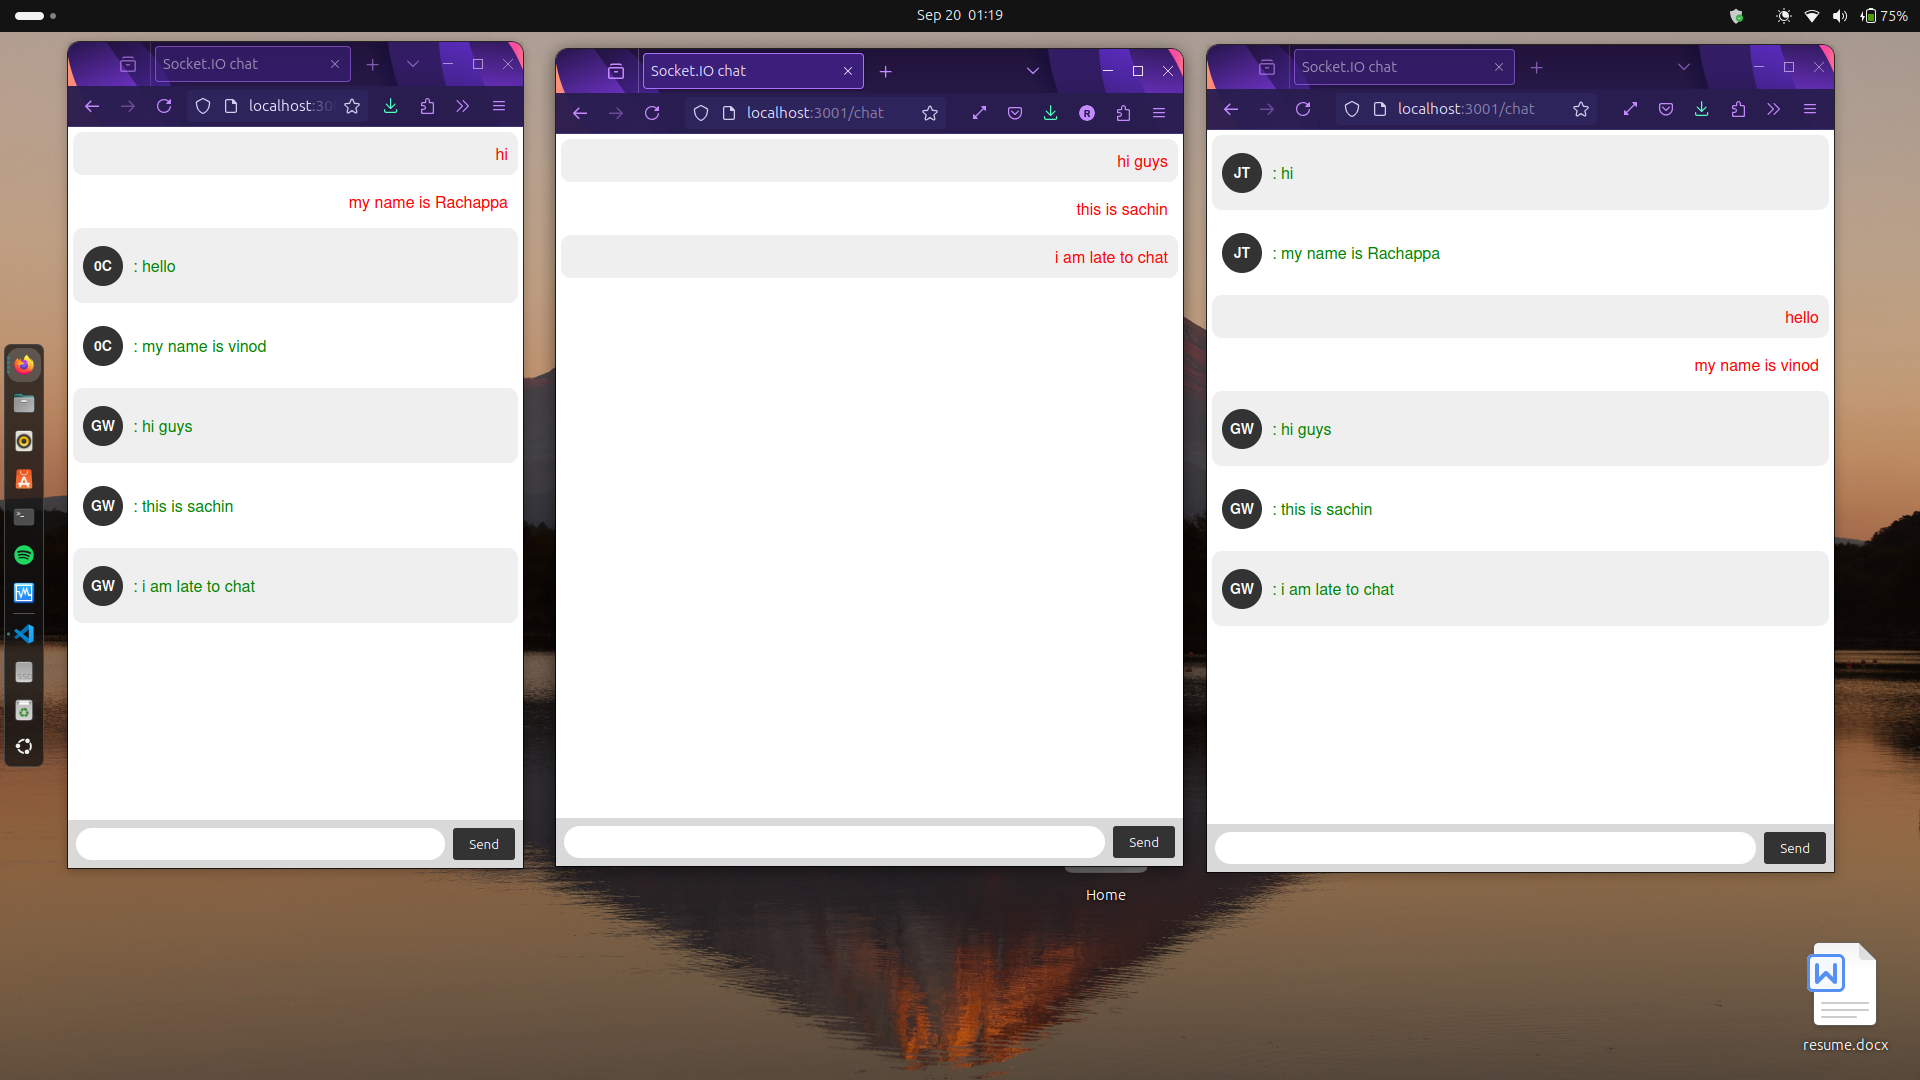 Sep 20 01:19
75%
Socket.IO chat
localhost:300
hi
my name is Rachappa
0C : hello
0C : my name is vinod
GW : hi guys
GW : this is sachin
GW : i am late to chat
Send
Socket.IO chat
localhost:3001/chat
R
hi guys
this is sachin
i am late to chat
Send
Socket.IO chat
localhost:3001/chat
JT : hi
JT : my name is Rachappa
hello
my name is vinod
GW : hi guys
GW : this is sachin
GW : i am late to chat
Send
Home
W
resume.docx